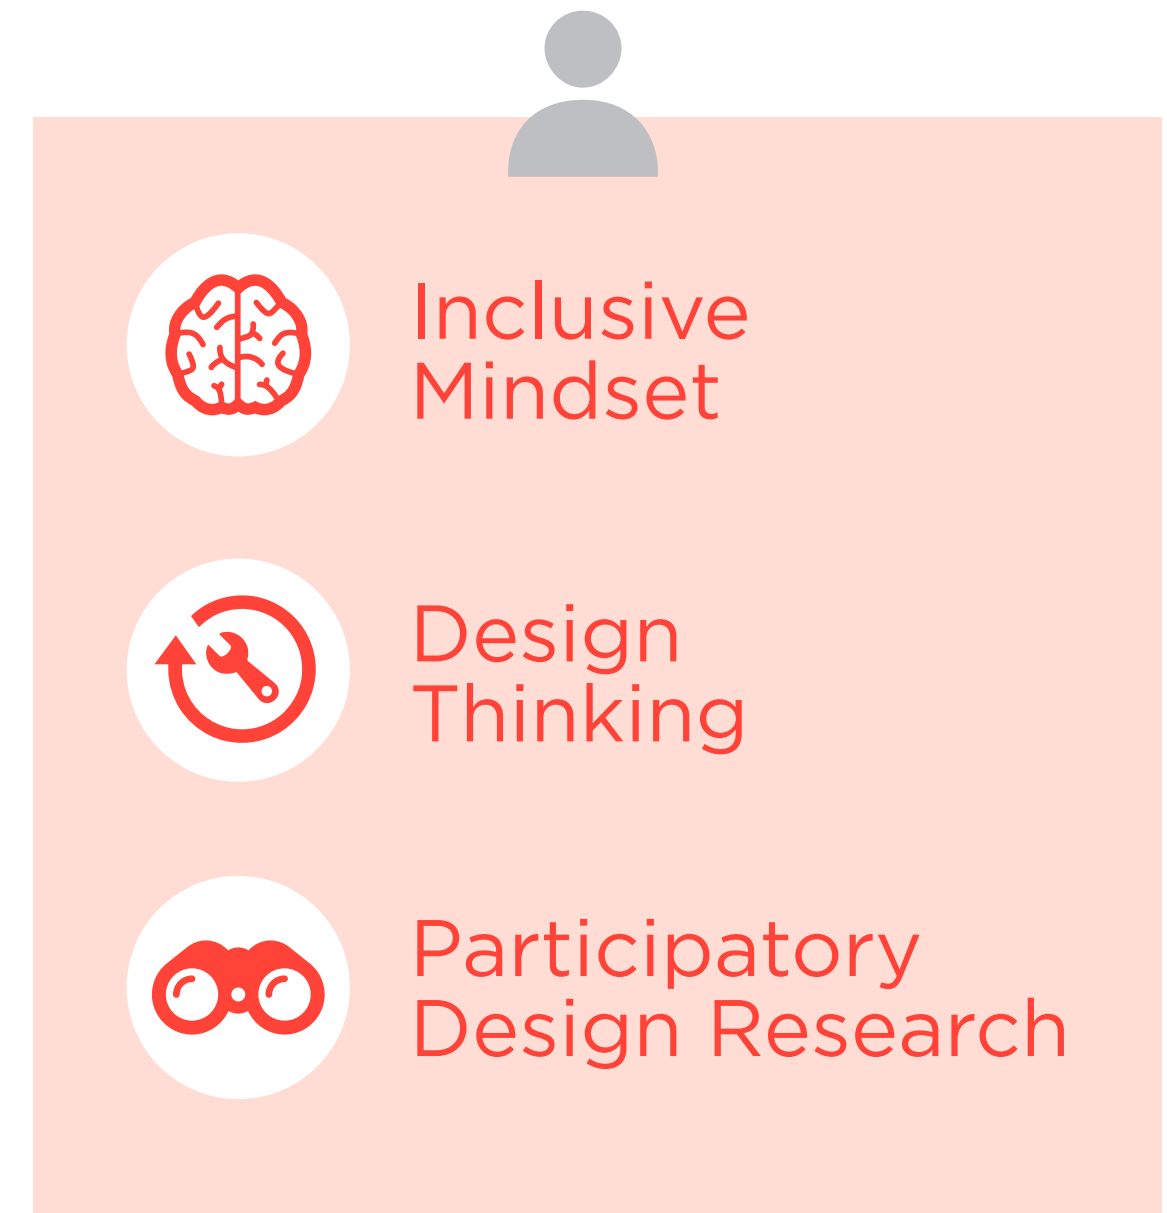 Inclusive
Mindset
Design
Thinking
Participatory
Design Research